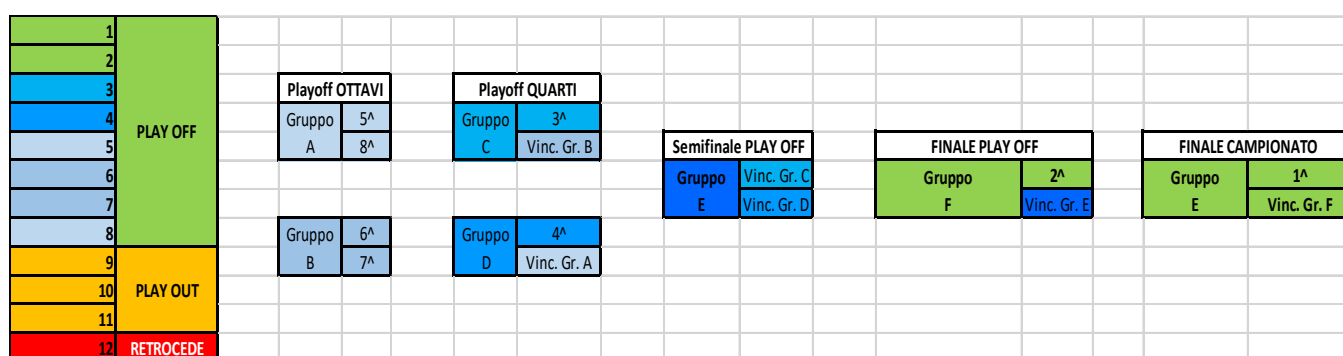 1
2
3 Playoff OTTAVI Playoff QUARTI
4 PLAY OFF Gruppo 5^ Gruppo 3^
5 A 8^ C Vinc. Gr. B Semifinale PLAY OFF FINALE PLAY OFF FINALE CAMPIONATO
6 Gruppo Vinc. Gr. C Gruppo 2^ Gruppo 1^
7 E Vinc. Gr. D F Vinc. Gr. E E Vinc. Gr. F
8 Gruppo 6^ Gruppo 4^
9 B 7^ D Vinc. Gr. A
10 PLAY OUT
11
12 RETROCEDE